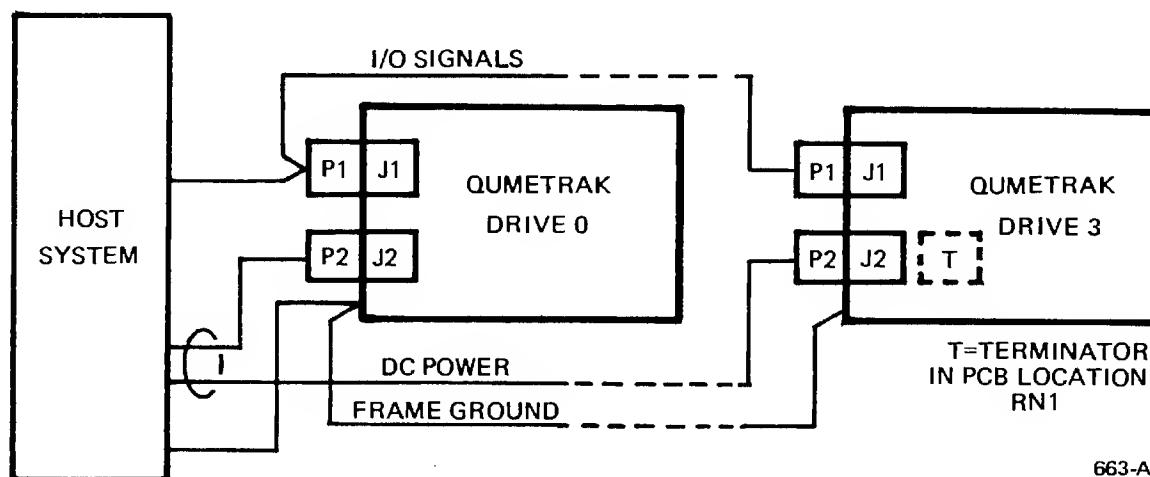 I/O SIGNALS
P1 J1
QUMETRAK
DRIVE 0
P2 J2
HOST
SYSTEM
P1 J1
QUMETRAK
DRIVE 3
P2 J2
T
DC POWER
FRAME GROUND
T=TERMINATOR
IN PCB LOCATION
RN1
663-A